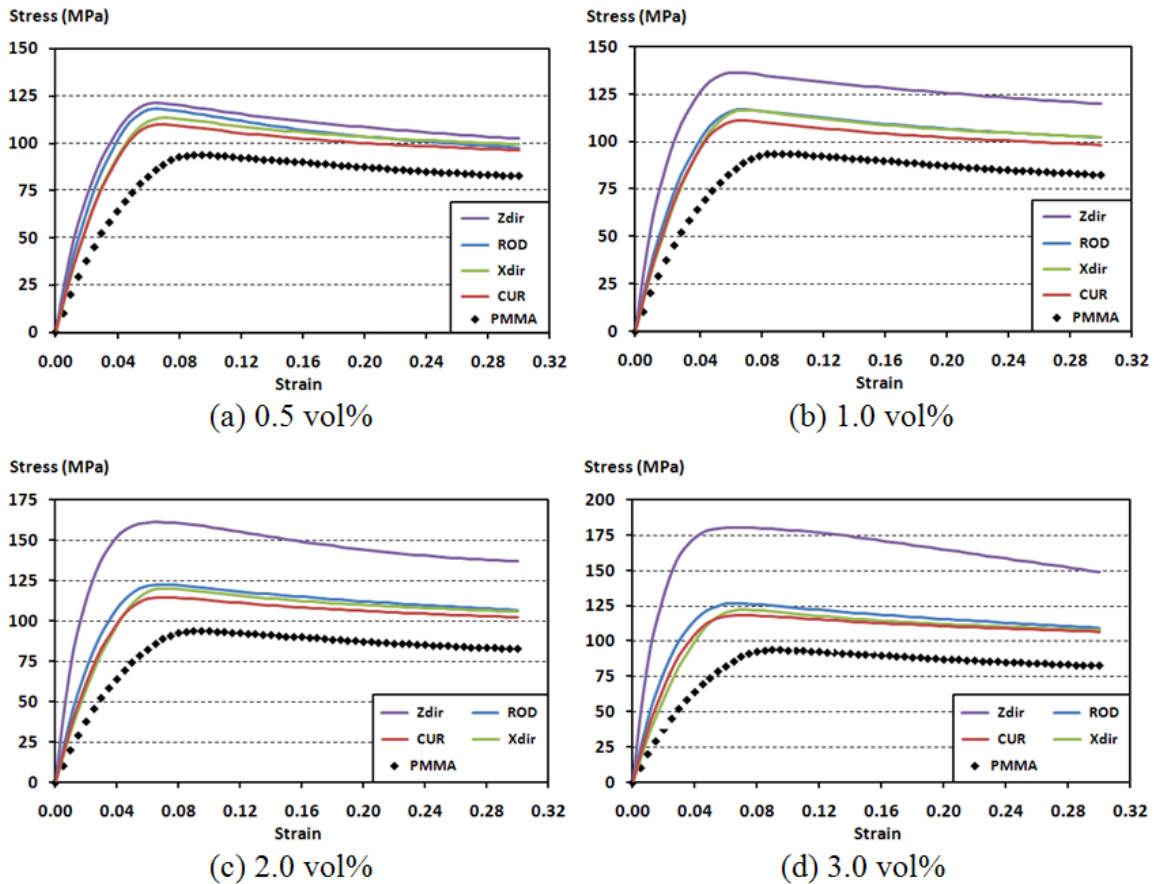 Stress (MPa)
150
125
100
75
50
25
0
0.00 0.04 0.08 0.12 0.16 0.20 0.24 0.28 0.32
Strain
Zdir
ROD
Xdir
CUR
PMMA
(a) 0.5 vol%
Stress (MPa)
150
125
100
75
50
25
0
0.00 0.04 0.08 0.12 0.16 0.20 0.24 0.28 0.32
Strain
Zdir
ROD
Xdir
CUR
PMMA
(b) 1.0 vol%
Stress (MPa)
175
150
125
100
75
50
25
0
0.00 0.04 0.08 0.12 0.16 0.20 0.24 0.28 0.32
Strain
Zdir ROD
CUR Xdir
PMMA
(c) 2.0 vol%
Stress (MPa)
200
175
150
125
100
75
50
25
0
0.00 0.04 0.08 0.12 0.16 0.20 0.24 0.28 0.32
Strain
Zdir ROD
CUR Xdir
PMMA
(d) 3.0 vol%